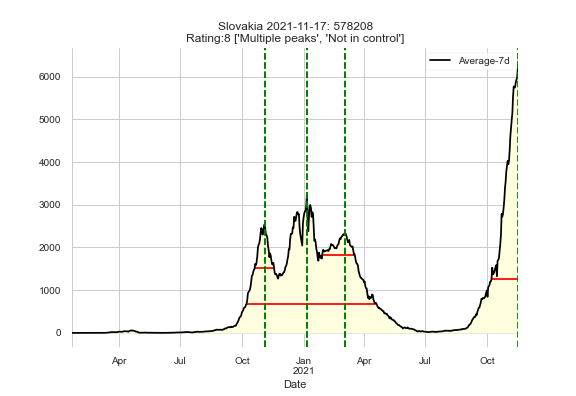 Slovakia 2021-11-17: 578208
Rating:8 ['Multiple peaks', 'Not in control']
Average-7d
6000
5000
4000
3000
2000
1000
0
Apr Jul Oct Jan Apr Jul Oct
2021
Date